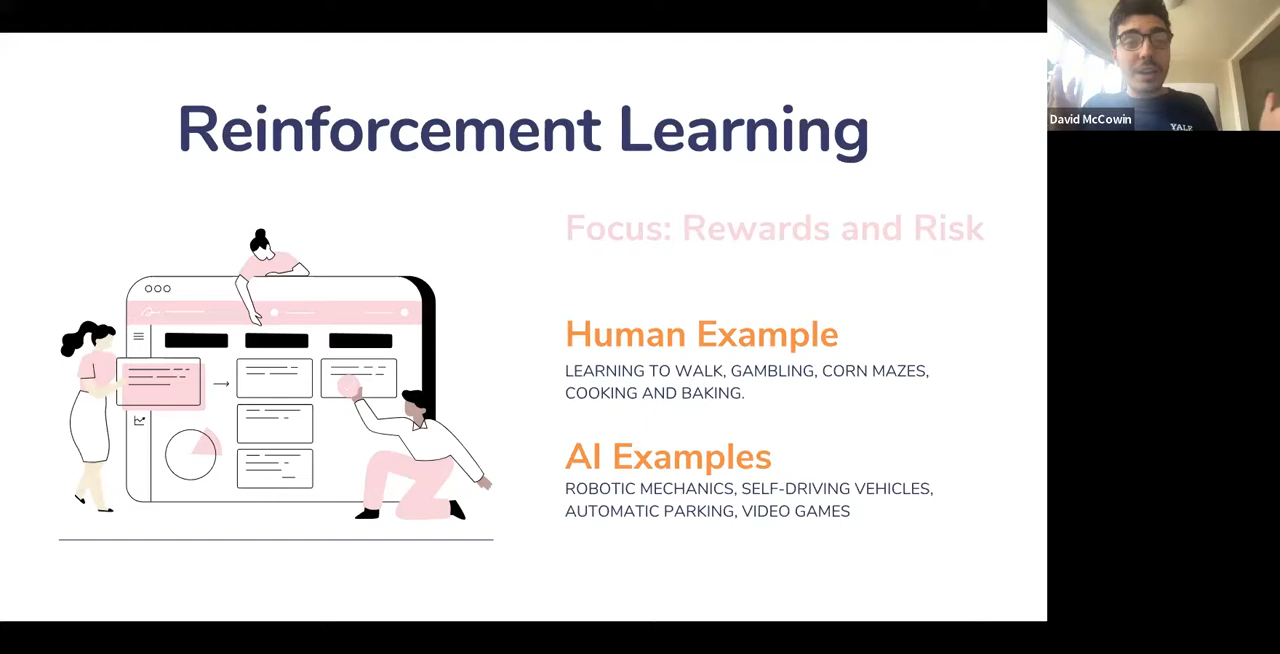 Reinforcement Learning
Focus: Rewards and Risk
Human Example
LEARNING TO WALK, GAMBLING, CORN MAZES,
COOKING AND BAKING.
AI Examples
ROBOTIC MECHANICS, SELF-DRIVING VEHICLES,
AUTOMATIC PARKING, VIDEO GAMES
David McCowin
YALE